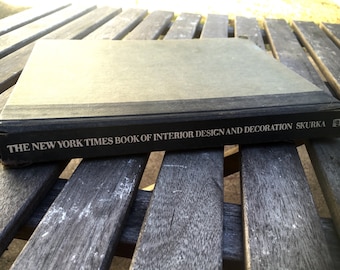 THE NEW YORK TIMES BOOK OF INTERIOR DESIGN AND DECORATION SKURKA